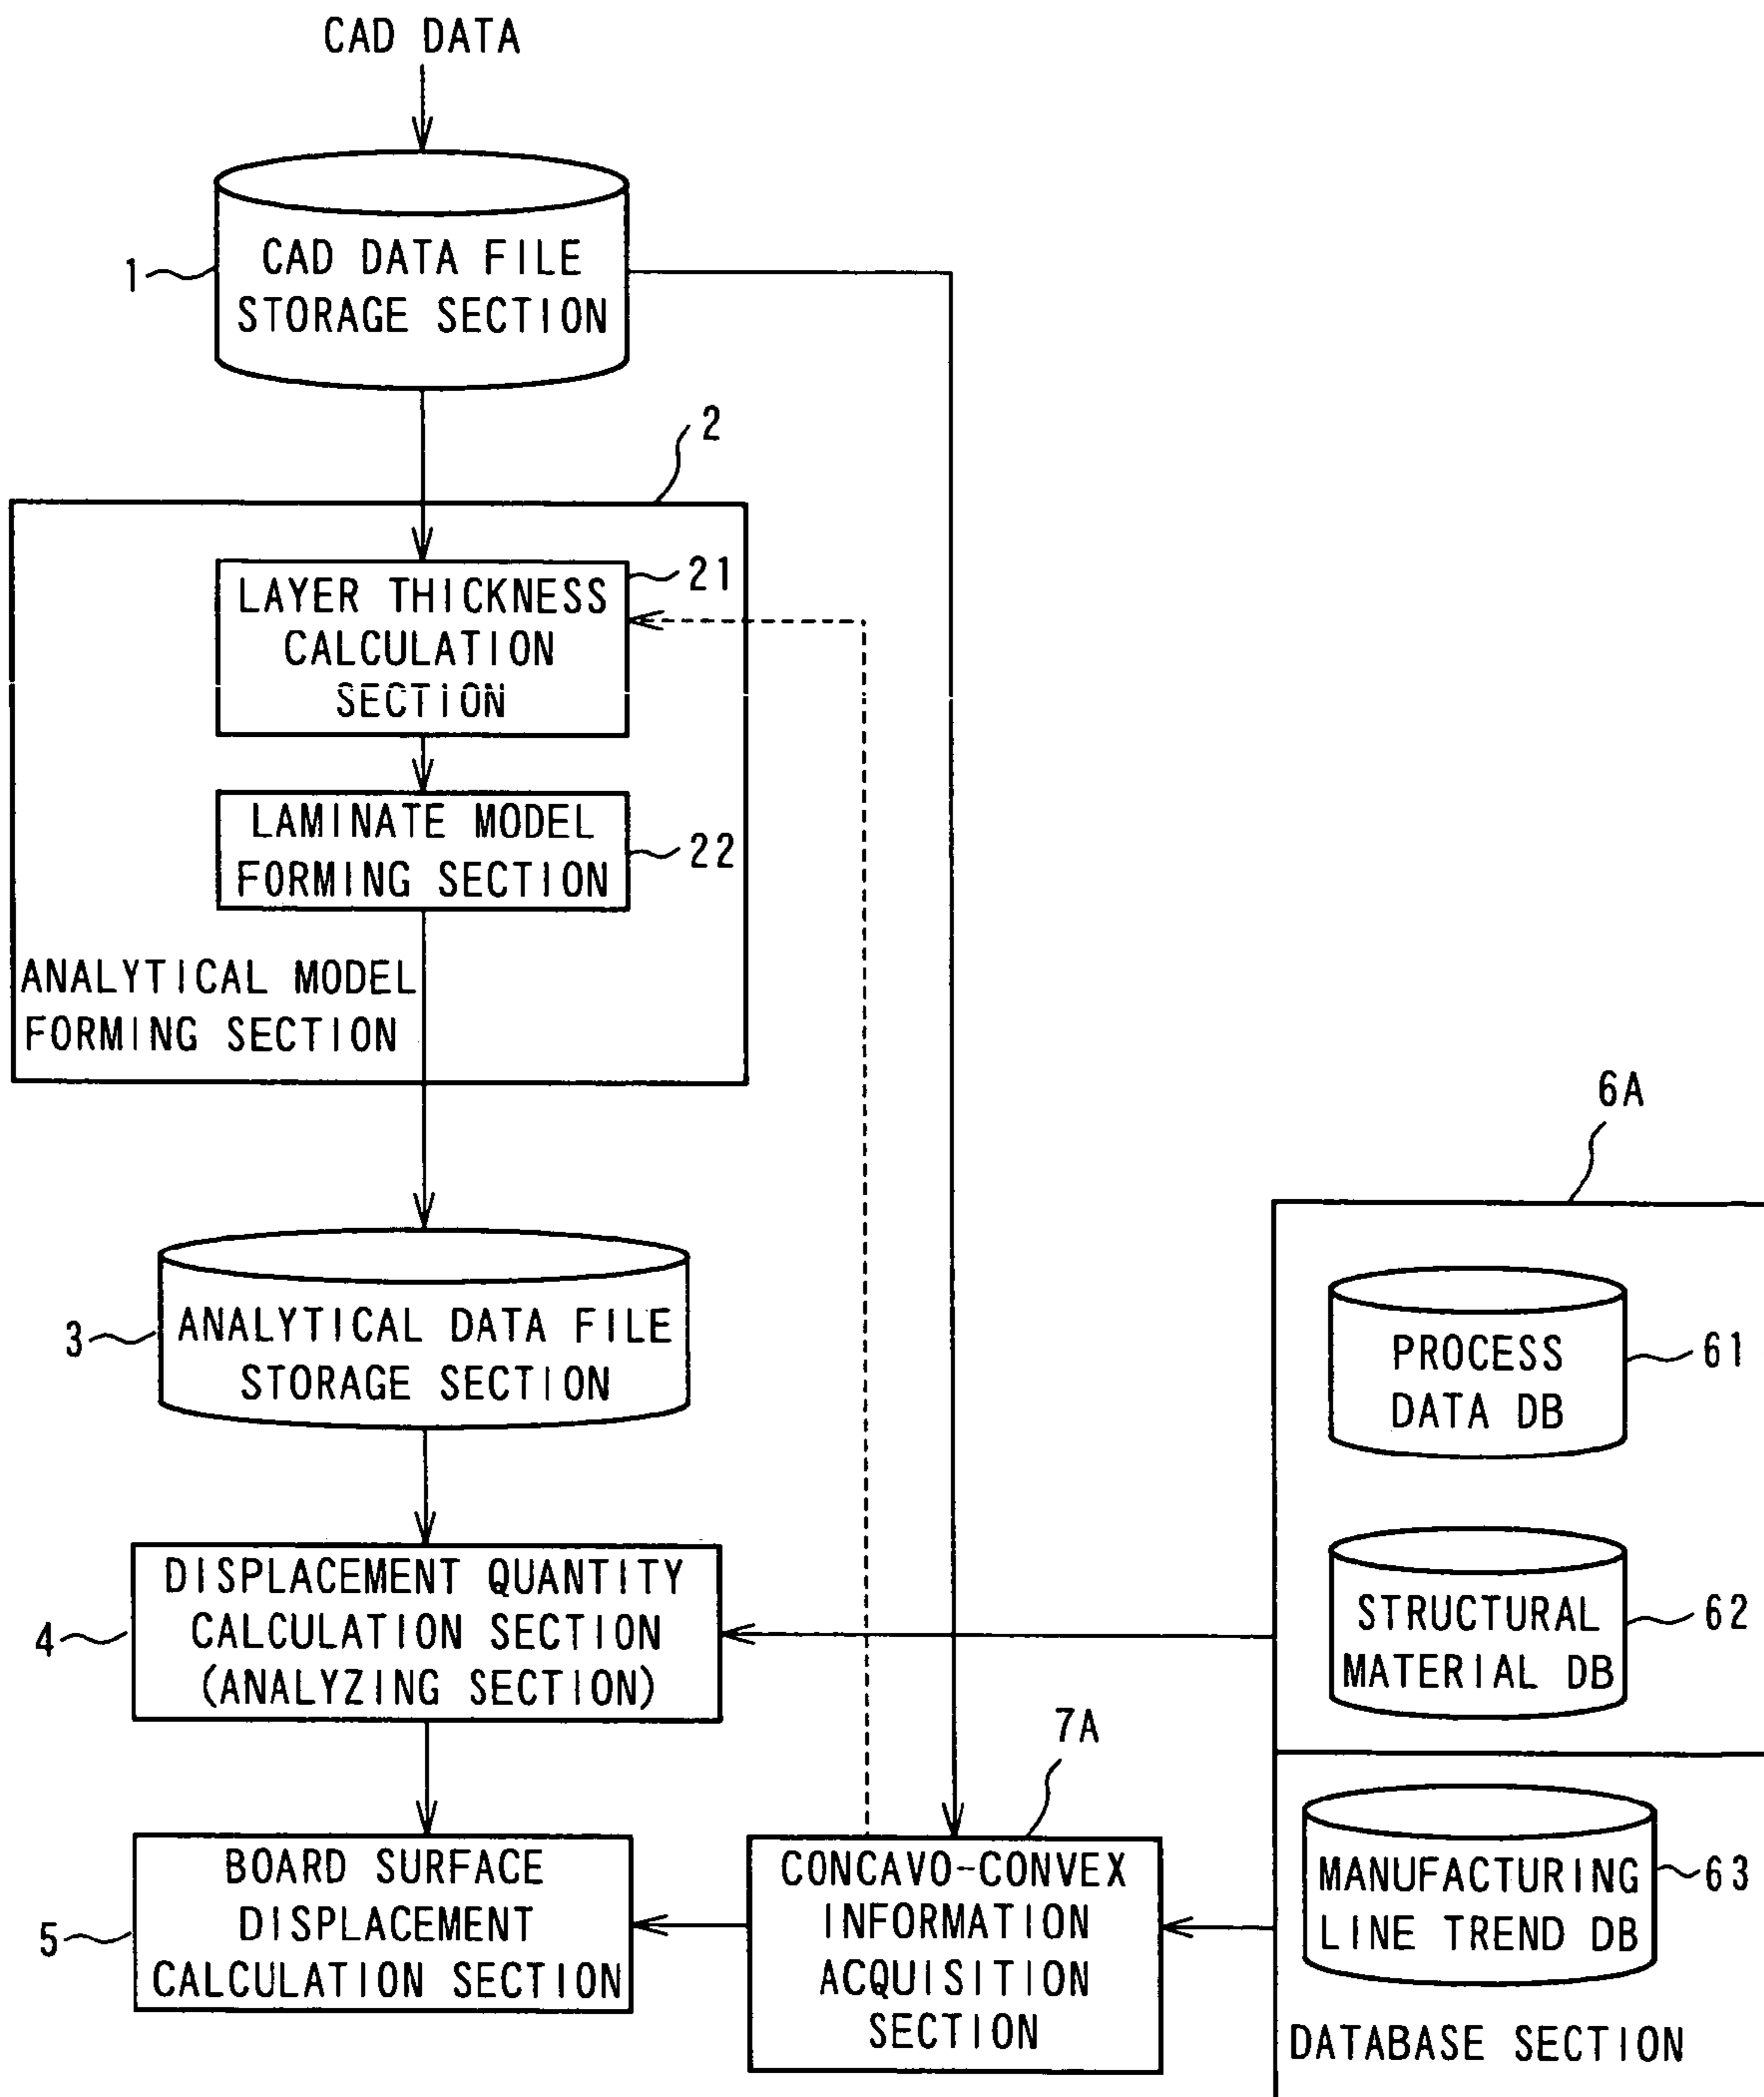 CAD DATA
1
CAD DATA FILE
STORAGE SECTION
2
21
LAYER THICKNESS
CALCULATION
SECTION
LAMINATE MODEL
FORMING SECTION
22
ANALYTICAL MODEL
FORMING SECTION
6A
3
ANALYTICAL DATA FILE
STORAGE SECTION
PROCESS
DATA DB
61
4
DISPLACEMENT QUANTITY
CALCULATION SECTION
(ANALYZING SECTION)
STRUCTURAL
MATERIAL DB
62
7A
5
BOARD SURFACE
DISPLACEMENT
CALCULATION SECTION
CONCAVO-CONVEX
INFORMATION
ACQUISITION
SECTION
MANUFACTURING
LINE TREND DB
63
DATABASE SECTION